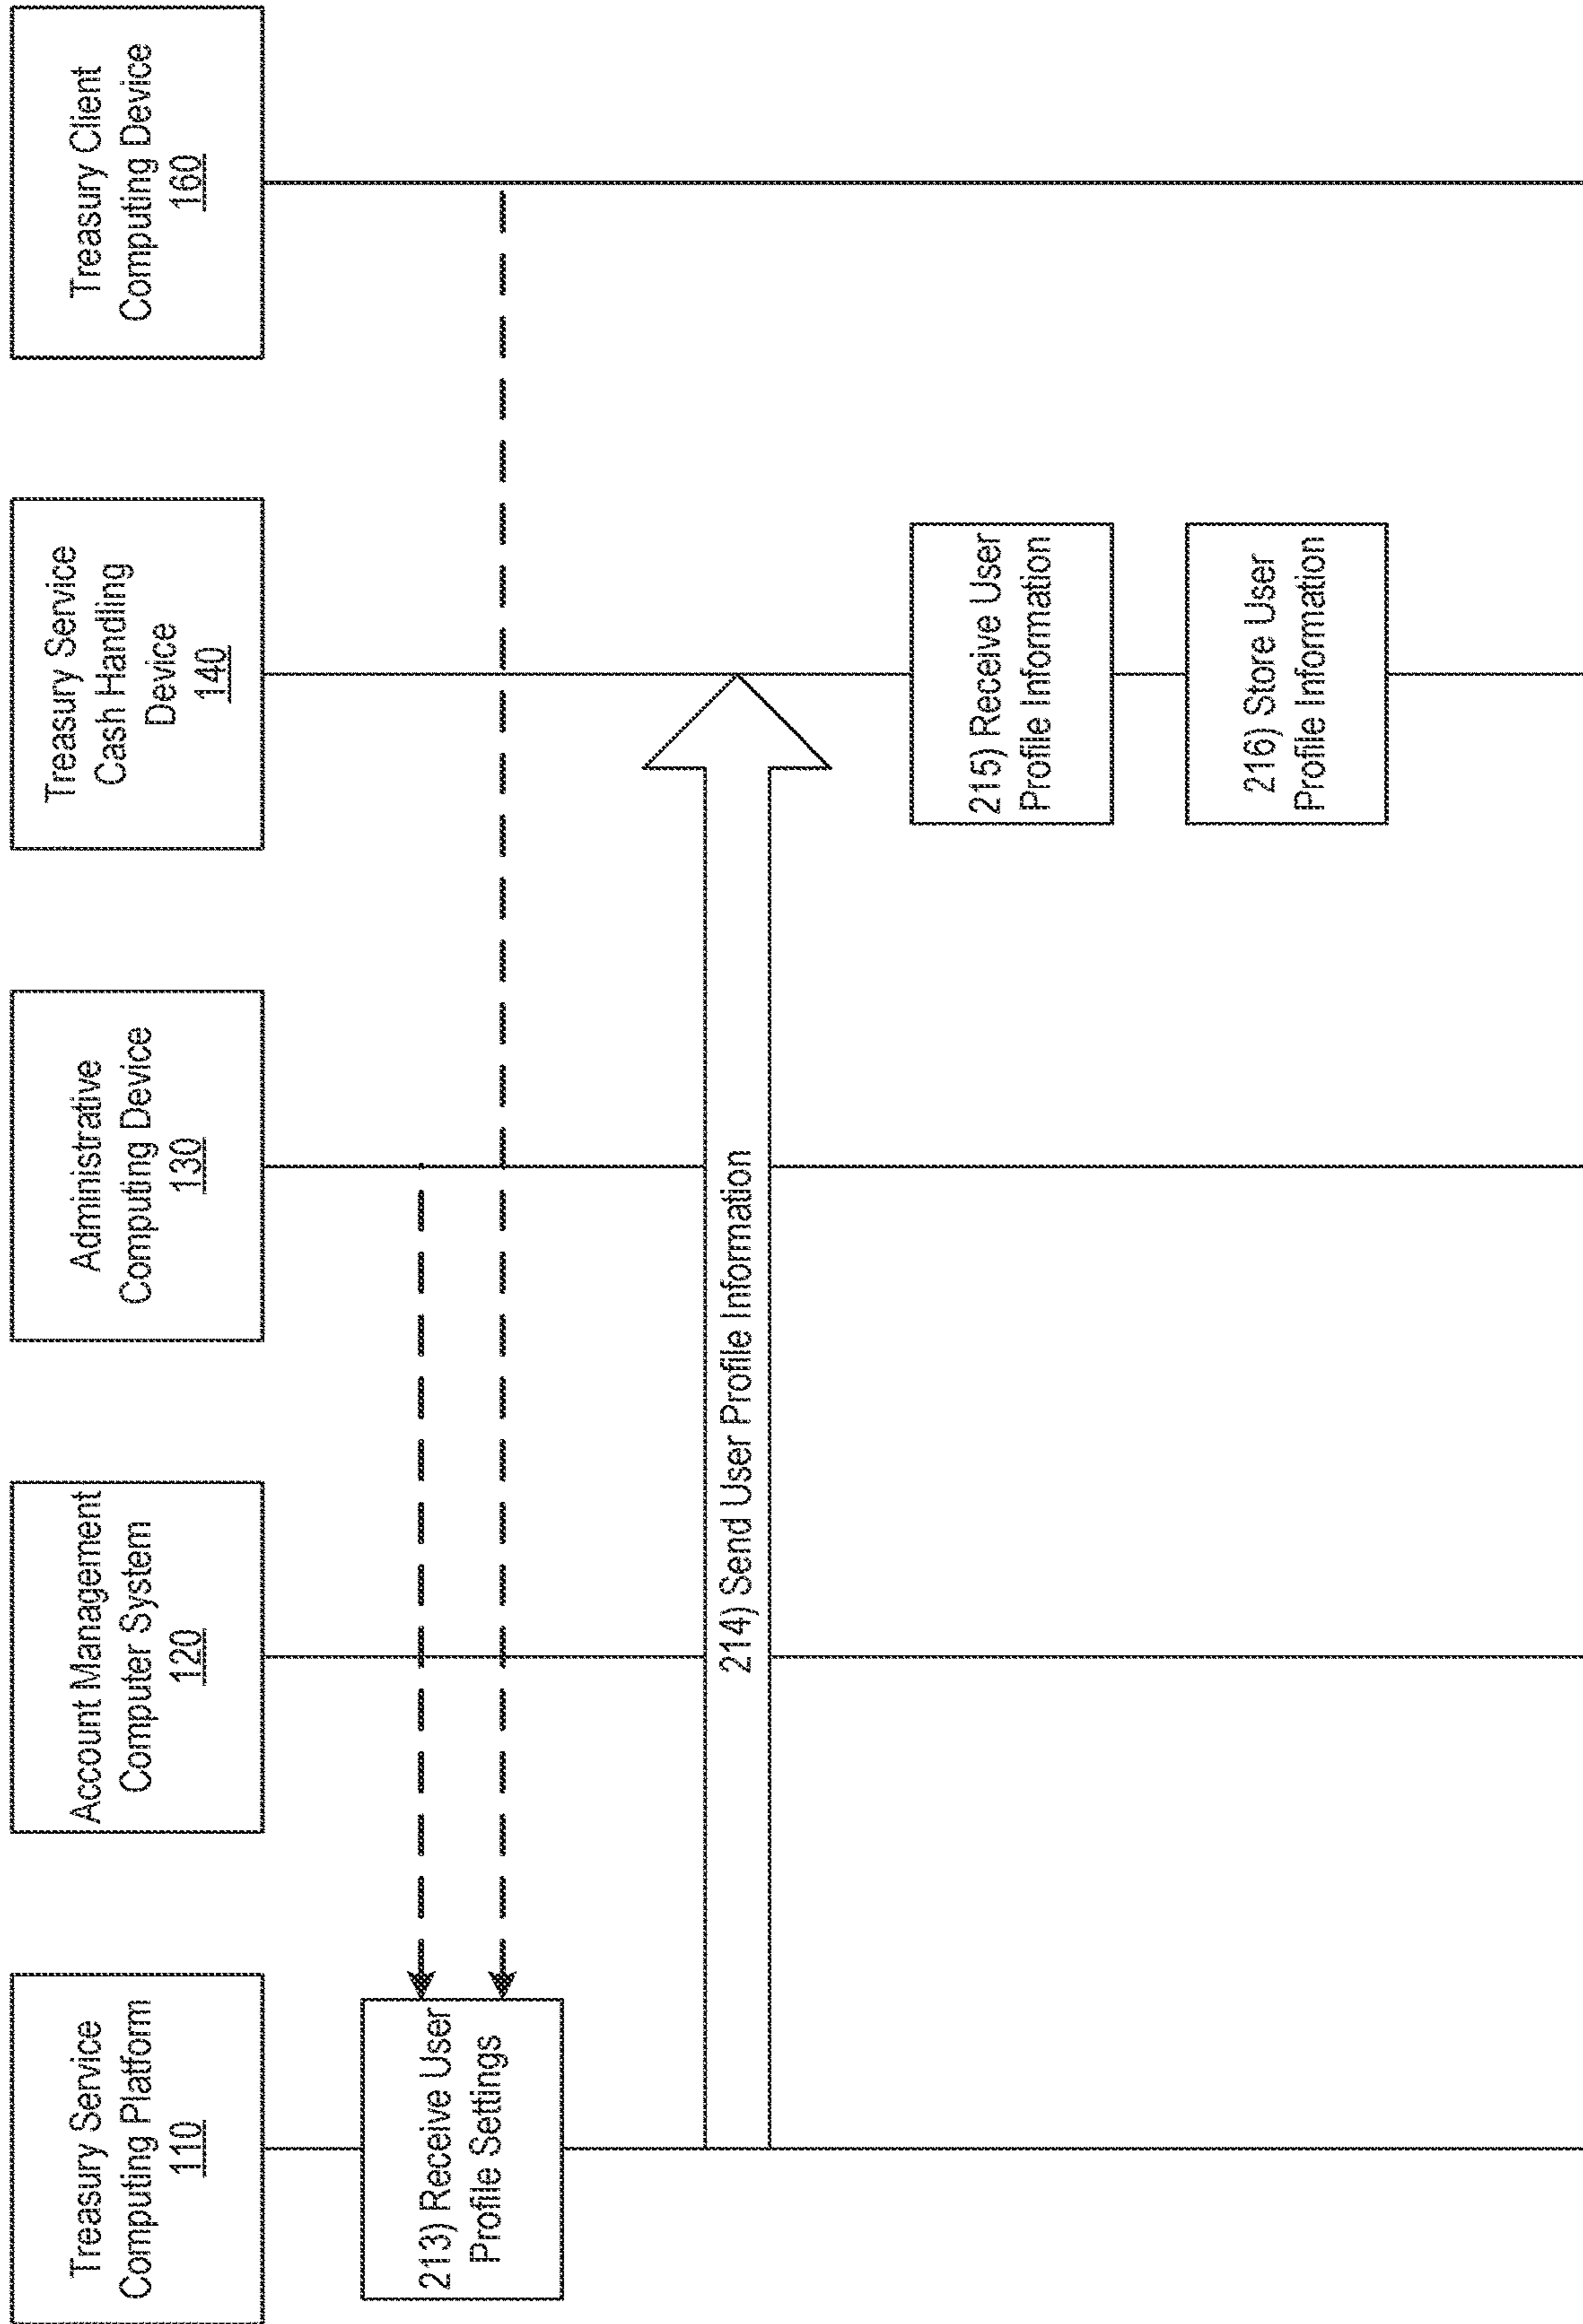 Treasury Service
Computing Platform
110
Account Management
Computer System
120
Administrative
Computing Device
130
Treasury Service
Cash Handling
Device
140
Treasury Client
Computing Device
160
213) Receive User
Profile Settings
214) Send User Profile Information
215) Receive User
Profile Information
216) Store User
Profile Information